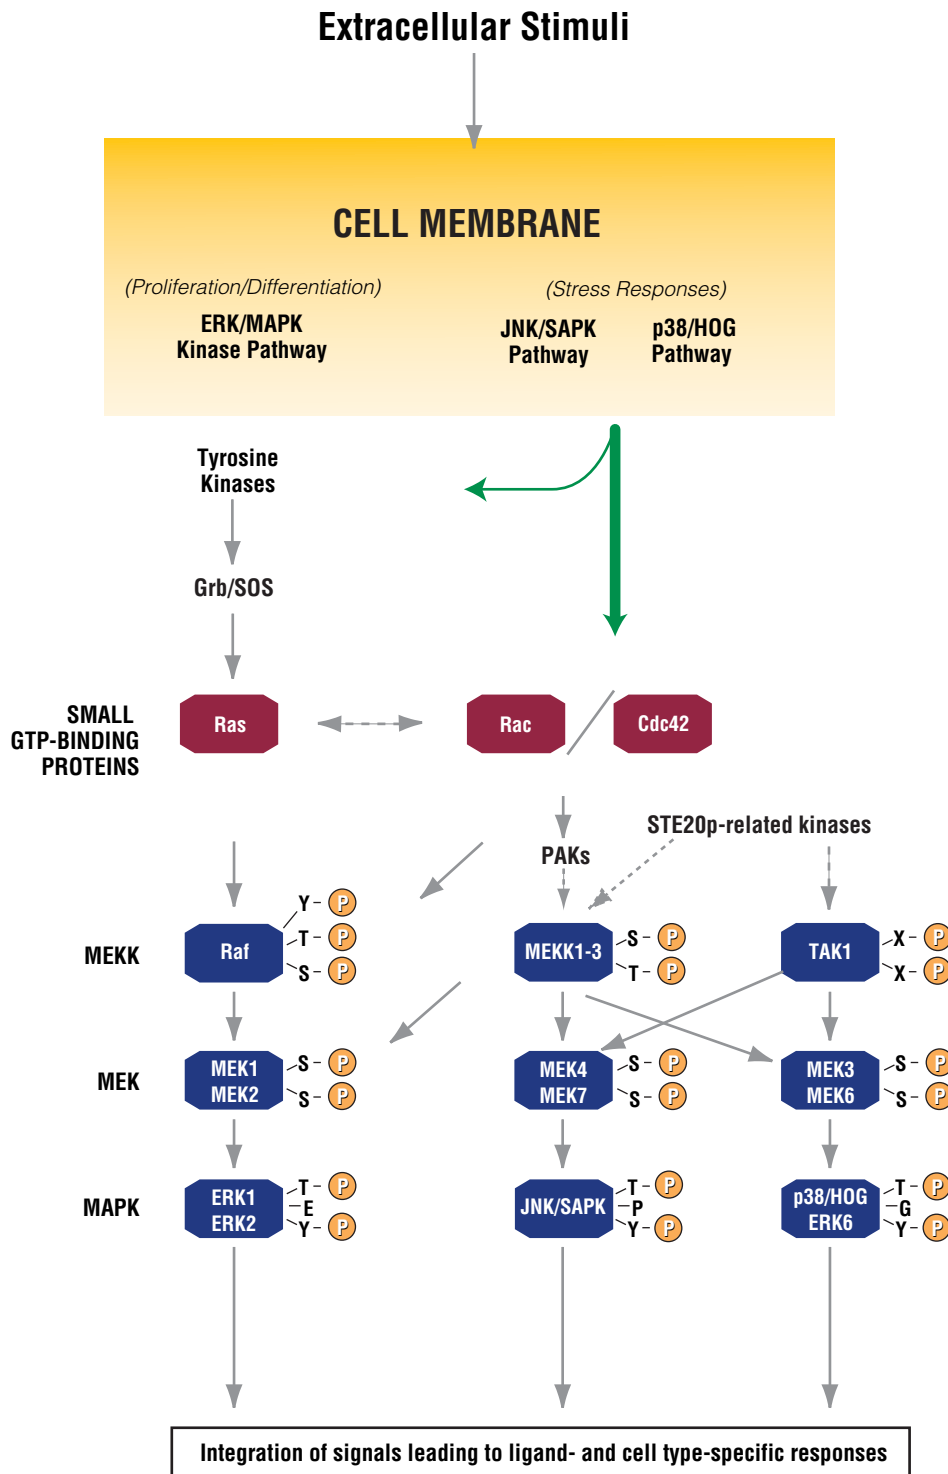 Extracellular Stimuli
CELL MEMBRANE
(Proliferation/Differentiation)
(Stress Responses)
ERK/MAPK
Kinase Pathway
JNK/SAPK
Pathway
p38/HOG
Pathway
Tyrosine
Kinases
Grb/SOS
SMALL
GTP-BINDING
PROTEINS
Ras
Rac
Cdc42
PAKs
STE20p-related kinases
MEKK
Raf
Y P
T P
S P
MEKK1-3
S P
T P
TAK1
X P
X P
MEK
MEK1
MEK2
S P
S P
MEK4
MEK7
S P
S P
MEK3
MEK6
S P
S P
MAPK
ERK1
ERK2
T P
E
Y P
JNK/SAPK
T P
P
Y P
p38/HOG
ERK6
T P
G
Y P
Integration of signals leading to ligand- and cell type-specific responses